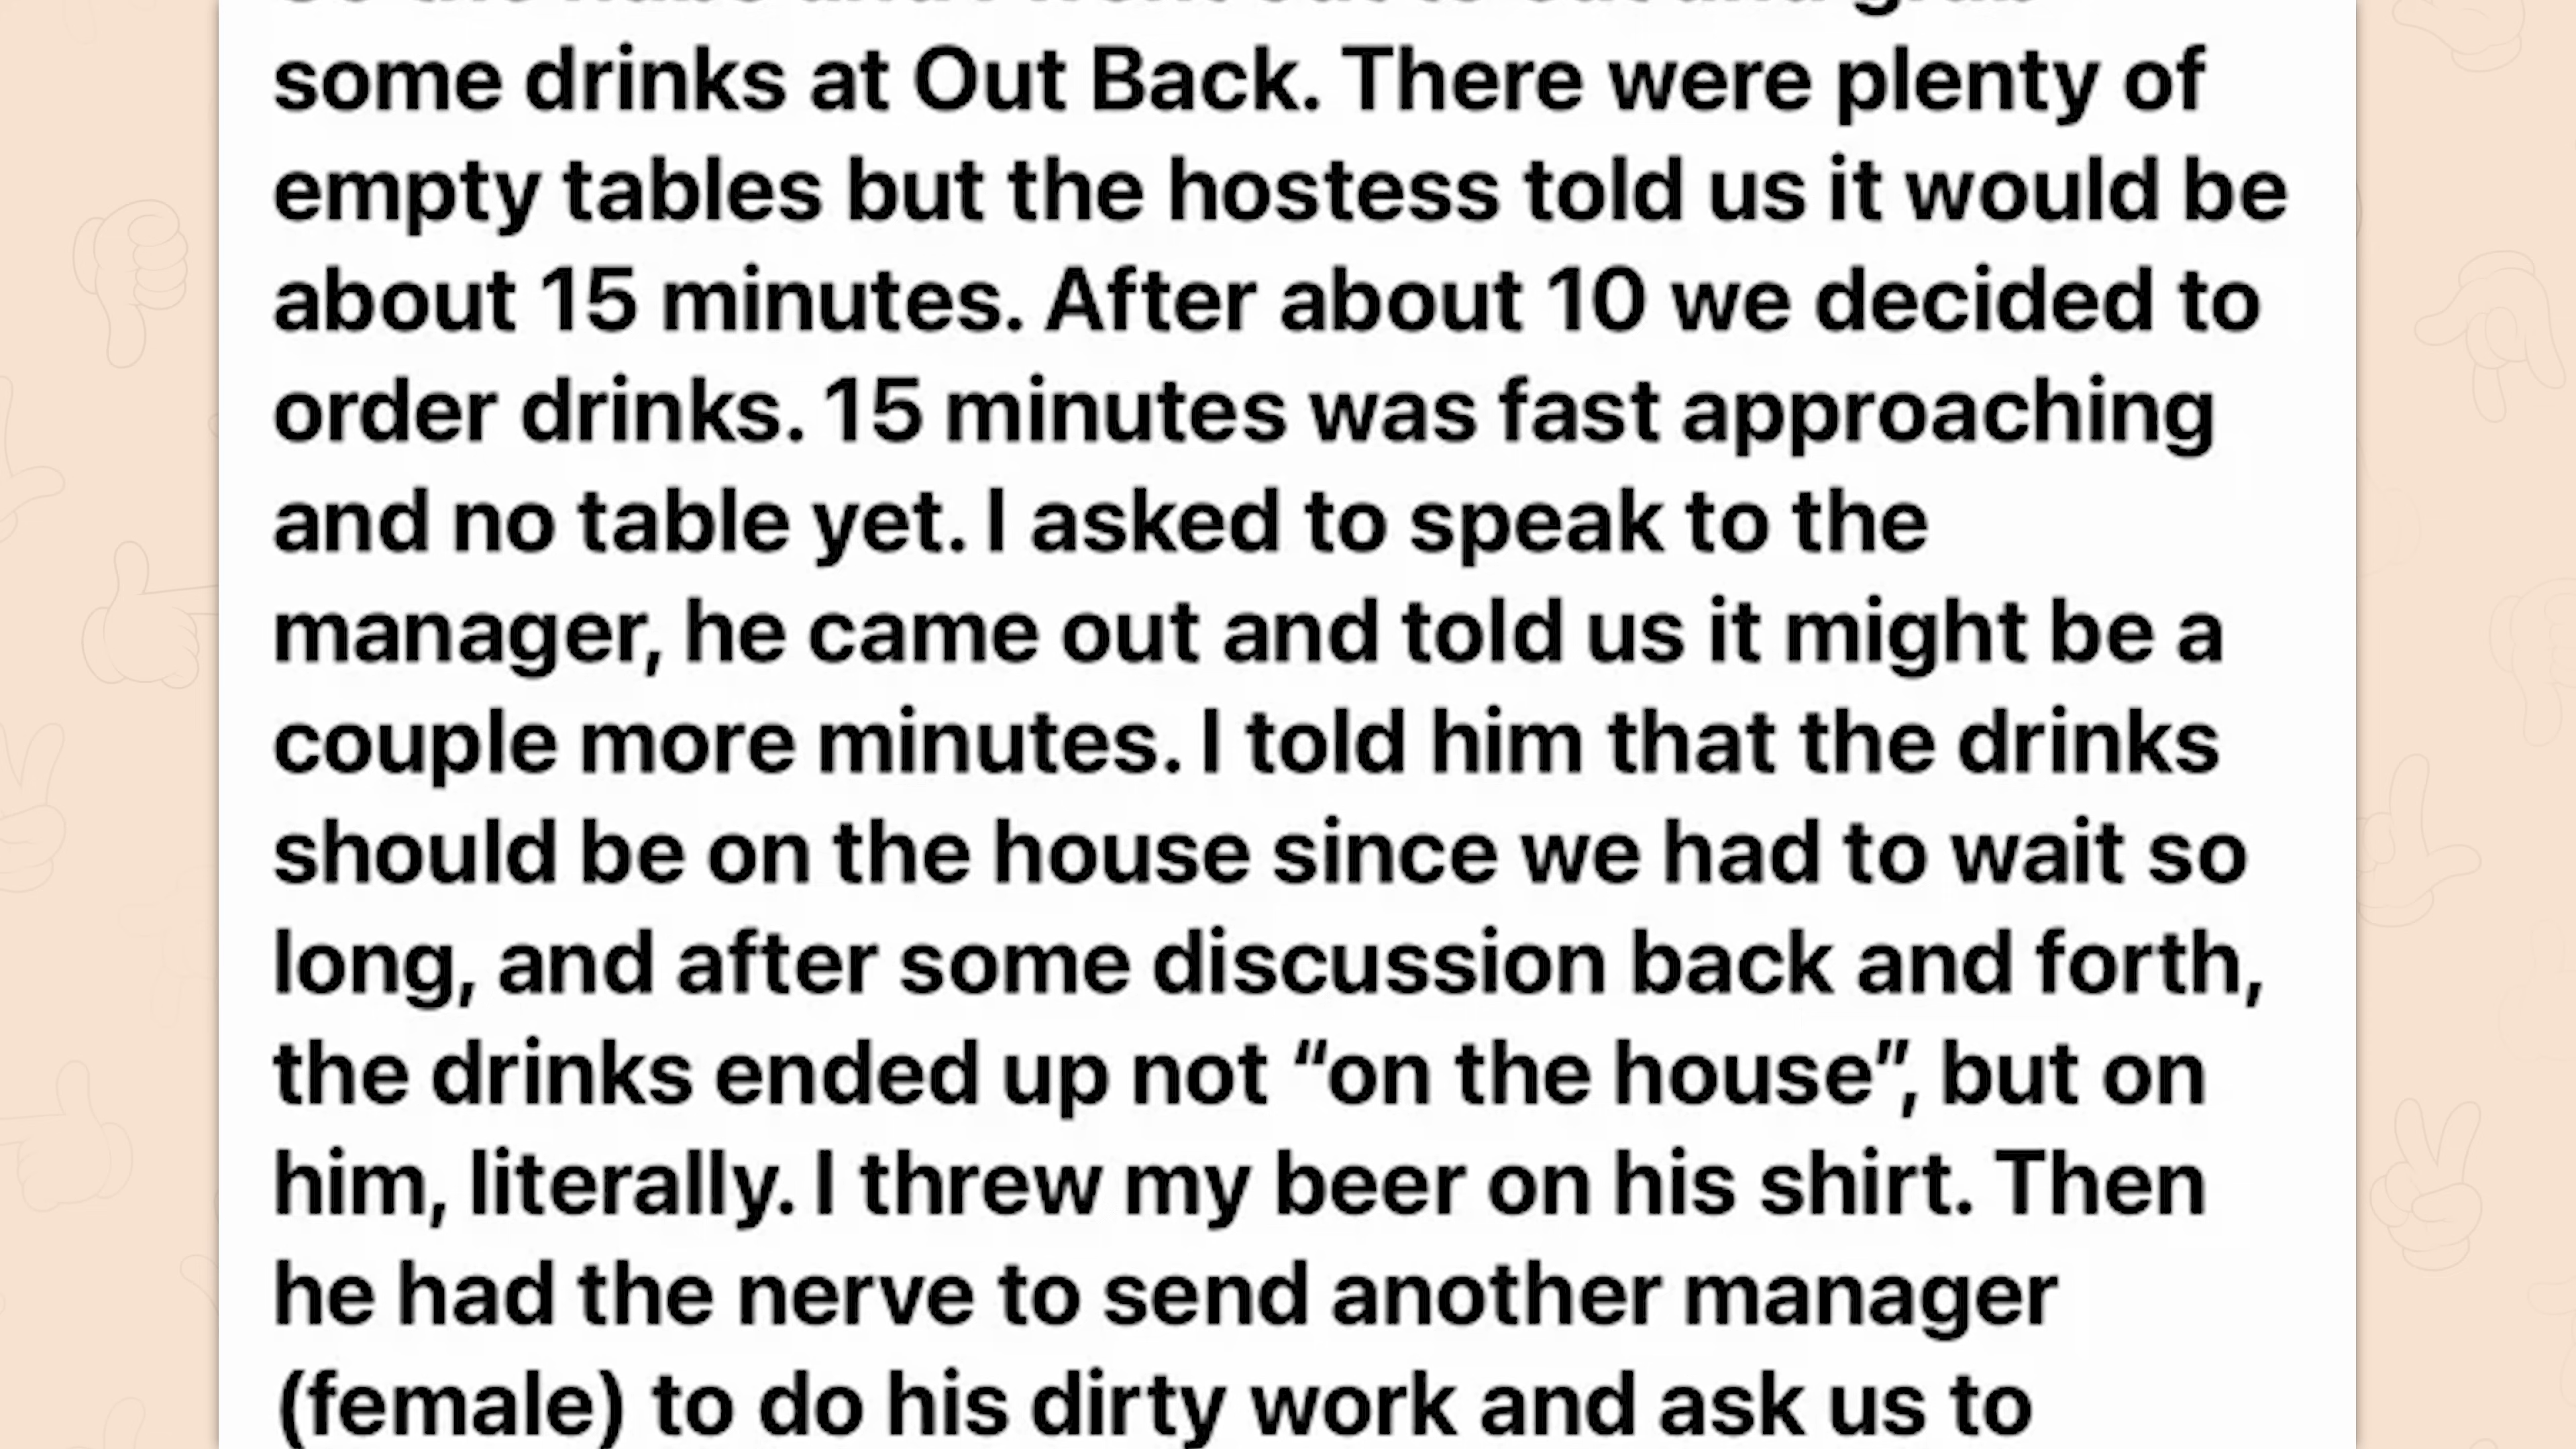 some drinks at Out Back. There were plenty of
empty tables but the hostess told us it would be
about 15 minutes. After about 10 we decided to
order drinks. 15 minutes was fast approaching
and no table yet. I asked to speak to the
manager, he came out and told us it might be a
couple more minutes. I told him that the drinks
should be on the house since we had to wait so
long, and after some discussion back and forth,
the drinks ended up not “on the house”, but on
him, literally. I threw my beer on his shirt. Then
he had the nerve to send another manager
(female) to do his dirty work and ask us to